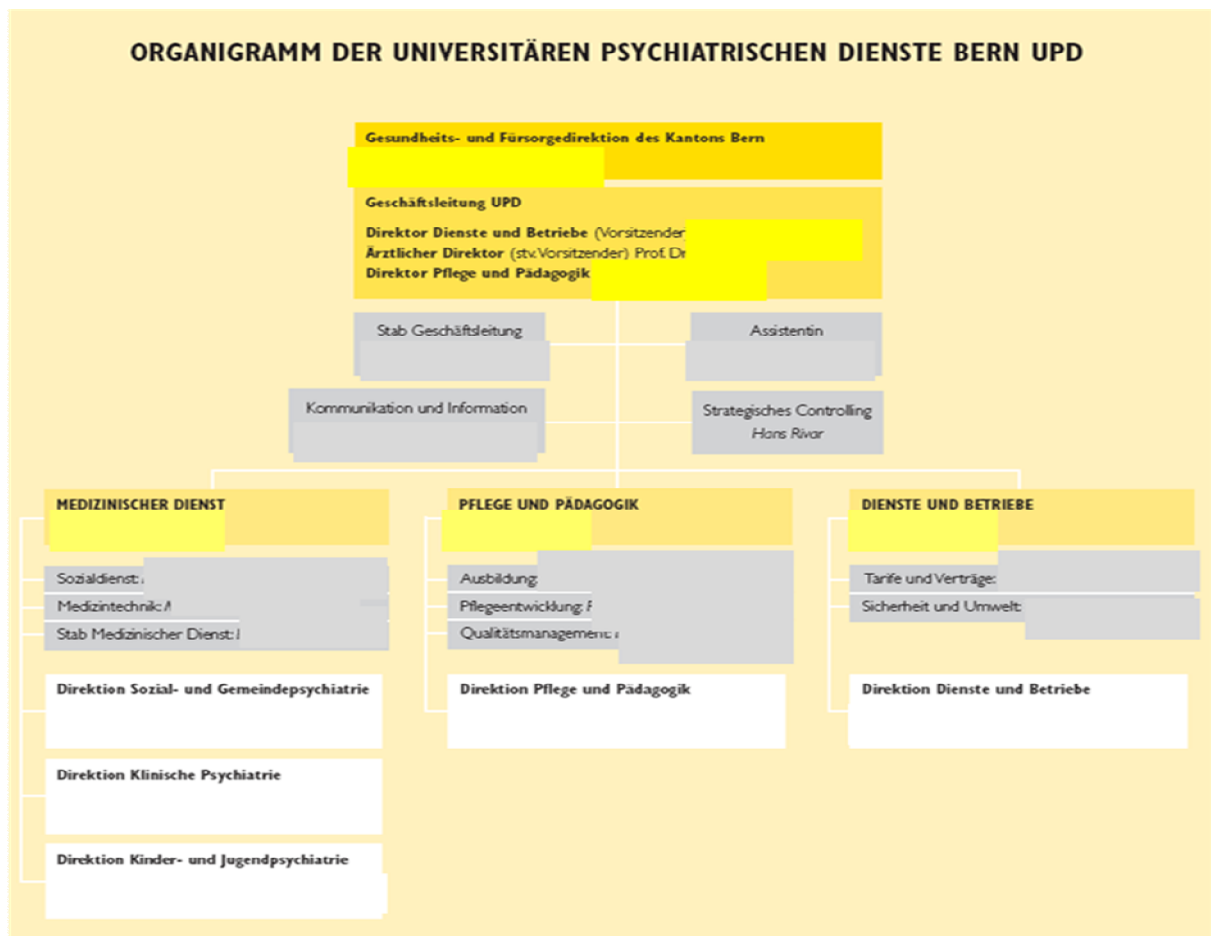 ORGANIGRAMM DER UNIVERSITÄREN PSYCHIATRISCHEN DIENSTE BERN UPD
Gesundheits- und Fürsorgedirektion des Kantons Bern
Geschäftsleitung UPD
Direktor Dienste und Betriebe (Vorsitzender
Ärztlicher Direktor (stv. Vorsitzender) Prof. Dr
Direktor Pflege und Pädagogik
Stab Geschäftsleitung
Assistentin
Kommunikation und Information
Strategisches Controlling
Hans Rivar
MEDIZINISCHER DIENST
Sozialdienst:
Medizintechnik:
Stab Medizinischer Dienst:
Direktion Sozial- und Gemeindepsychiatrie
Direktion Klinische Psychiatrie
Direktion Kinder- und Jugendpsychiatrie
PFLEGE UND PÄDAGOGIK
Ausbildung:
Pflegeentwicklung:
Qualitätsmanagement:
Direktion Pflege und Pädagogik
DIENSTE UND BETRIEBE
Tarife und Verträge:
Sicherheit und Umwelt:
Direktion Dienste und Betriebe